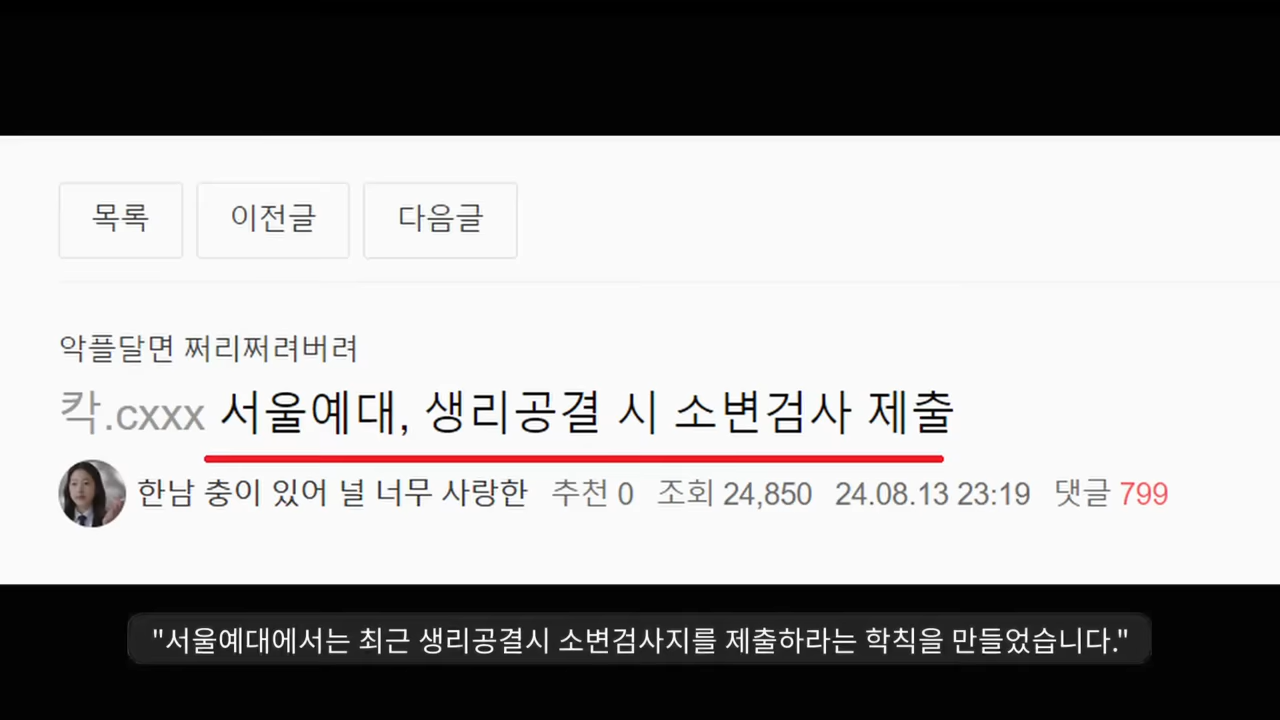 목록 이전글 다음글
악플달면 쩌리쩌려버려
칵.cxxx 서울예대, 생리공결 시 소변검사 제출
한남 충이 있어 널 너무 사랑한 추천 0 조회 24,850 24.08.13 23:19 댓글 799
"서울예대에서는 최근 생리공결시 소변검사지를 제출하라는 학칙을 만들었습니다."